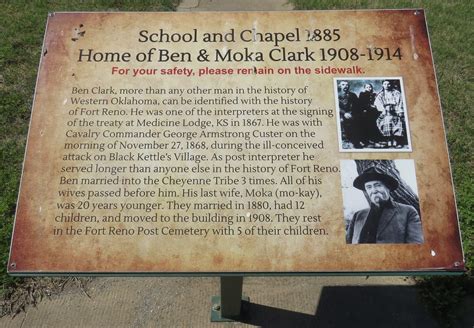 School and Chapel 1885
Home of Ben & Moka Clark 1908-1914
For your safety, please remain on the sidewalk.
Ben Clark, more than any other man in the history of
Western Oklahoma, can be identified with the history
of Fort Reno. He was one of the interpreters at the signing
of the treaty at Medicine Lodge, KS in 1867. He was with
Cavalry Commander George Armstrong Custer on the
morning of November 27, 1868, during the ill-conceived
attack on Black Kettle's Village. As post interpreter he
served longer than anyone else in the history of Fort Reno.
Ben married into the Cheyenne Tribe 3 times. All of his
wives passed before him. His last wife, Moka (mo-kay),
was 20 years younger. They married in 1880, had 12
children, and moved to the building in 1908. They rest
in the Fort Reno Post Cemetery with 5 of their children.